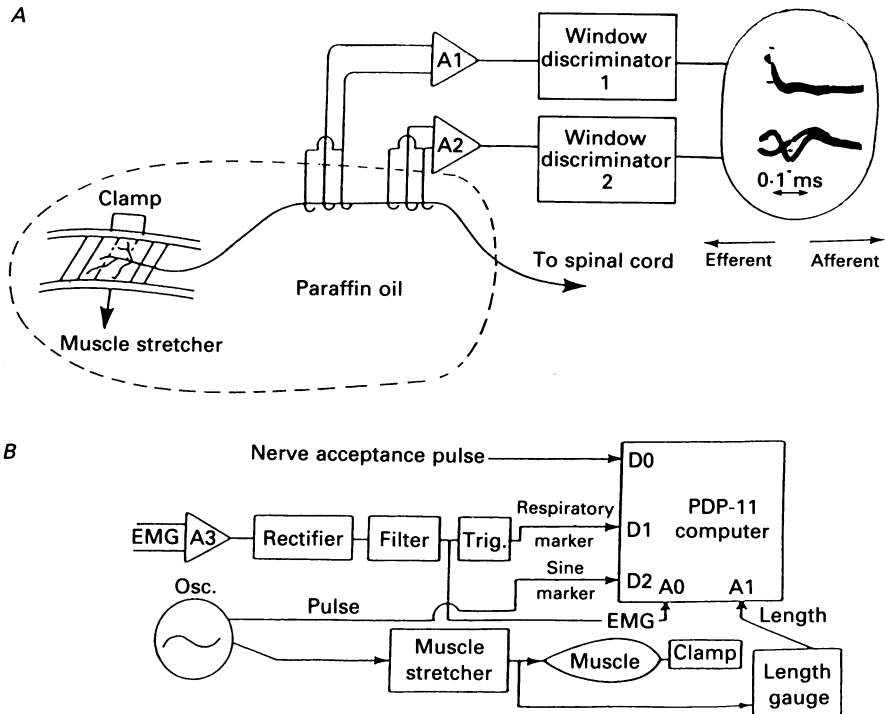 A
A1
Window
discriminator
1
A2
Window
discriminator
2
0·1 ms
Clamp
To spinal cord
Efferent
Afferent
Paraffin oil
Muscle stretcher
B
Nerve acceptance pulse
D0
PDP-11
computer
EMG
A3
Rectifier
Filter
Trig.
Respiratory
marker
D1
Sine
marker
D2
A0
A1
Osc.
Pulse
EMG
Length
Muscle
stretcher
Muscle
Clamp
Length
gauge